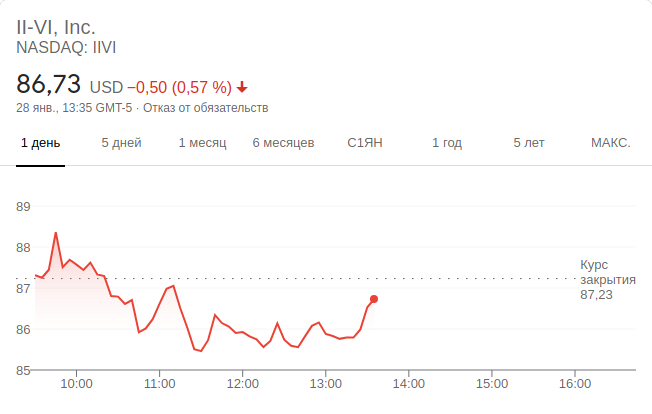 II-VI, Inc.
NASDAQ: IIVI
86,73 USD −0,50 (0,57 %)
28 янв., 13:35 GMT-5 · Отказ от обязательств
1 день 5 дней 1 месяц 6 месяцев С1ЯН 1 год 5 лет МАКС.
89
88
87
86
85
Курс
закрытия
87,23
10:00 11:00 12:00 13:00 14:00 15:00 16:00